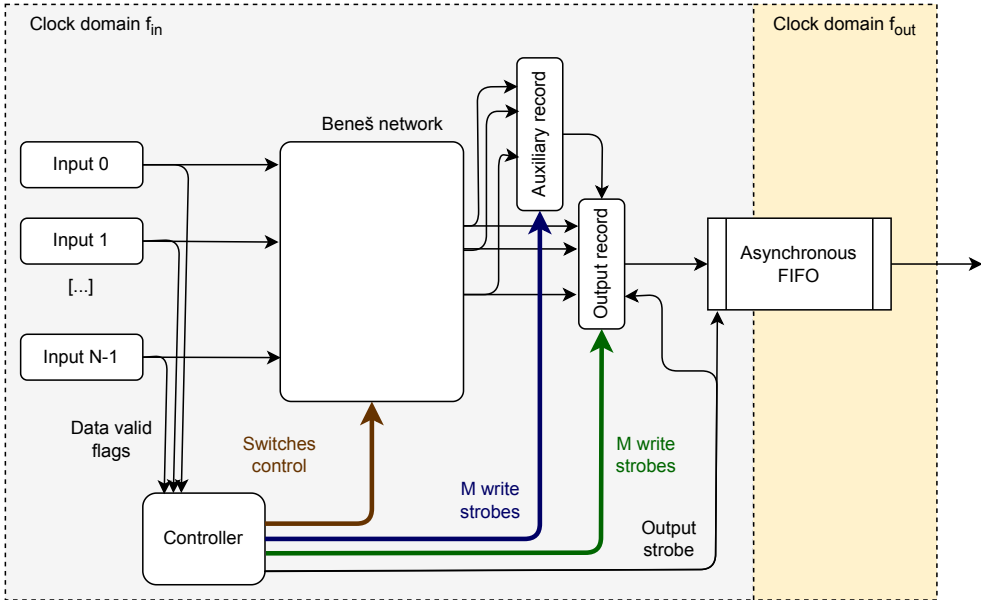 Clock domain fin
Clock domain fout
Beneš network
Auxiliary record
Input 0
Input 1
[...]
Input N-1
Output record
Asynchronous
FIFO
Data valid
flags
Switches
control
M write
strobes
M write
strobes
Output
strobe
Controller